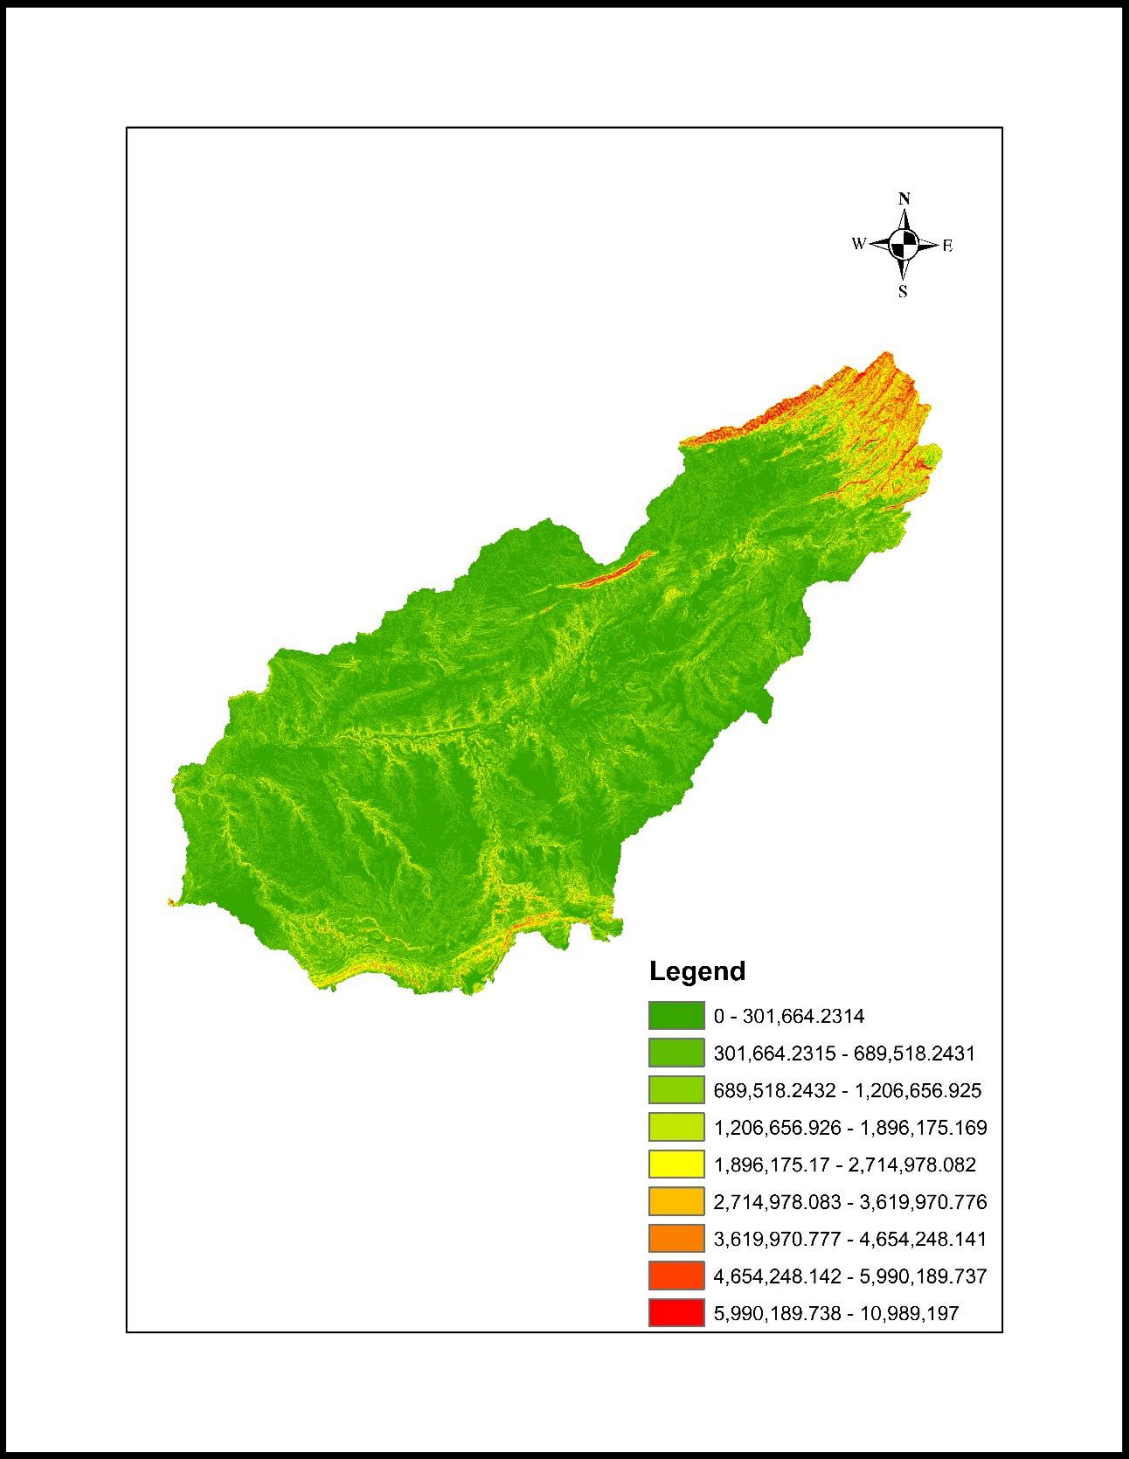 N
W E
S
Legend
0 - 301,664.2314
301,664.2315 - 689,518.2431
689,518.2432 - 1,206,656.925
1,206,656.926 - 1,896,175.169
1,896,175.17 - 2,714,978.082
2,714,978.083 - 3,619,970.776
3,619,970.777 - 4,654,248.141
4,654,248.142 - 5,990,189.737
5,990,189.738 - 10,989,197